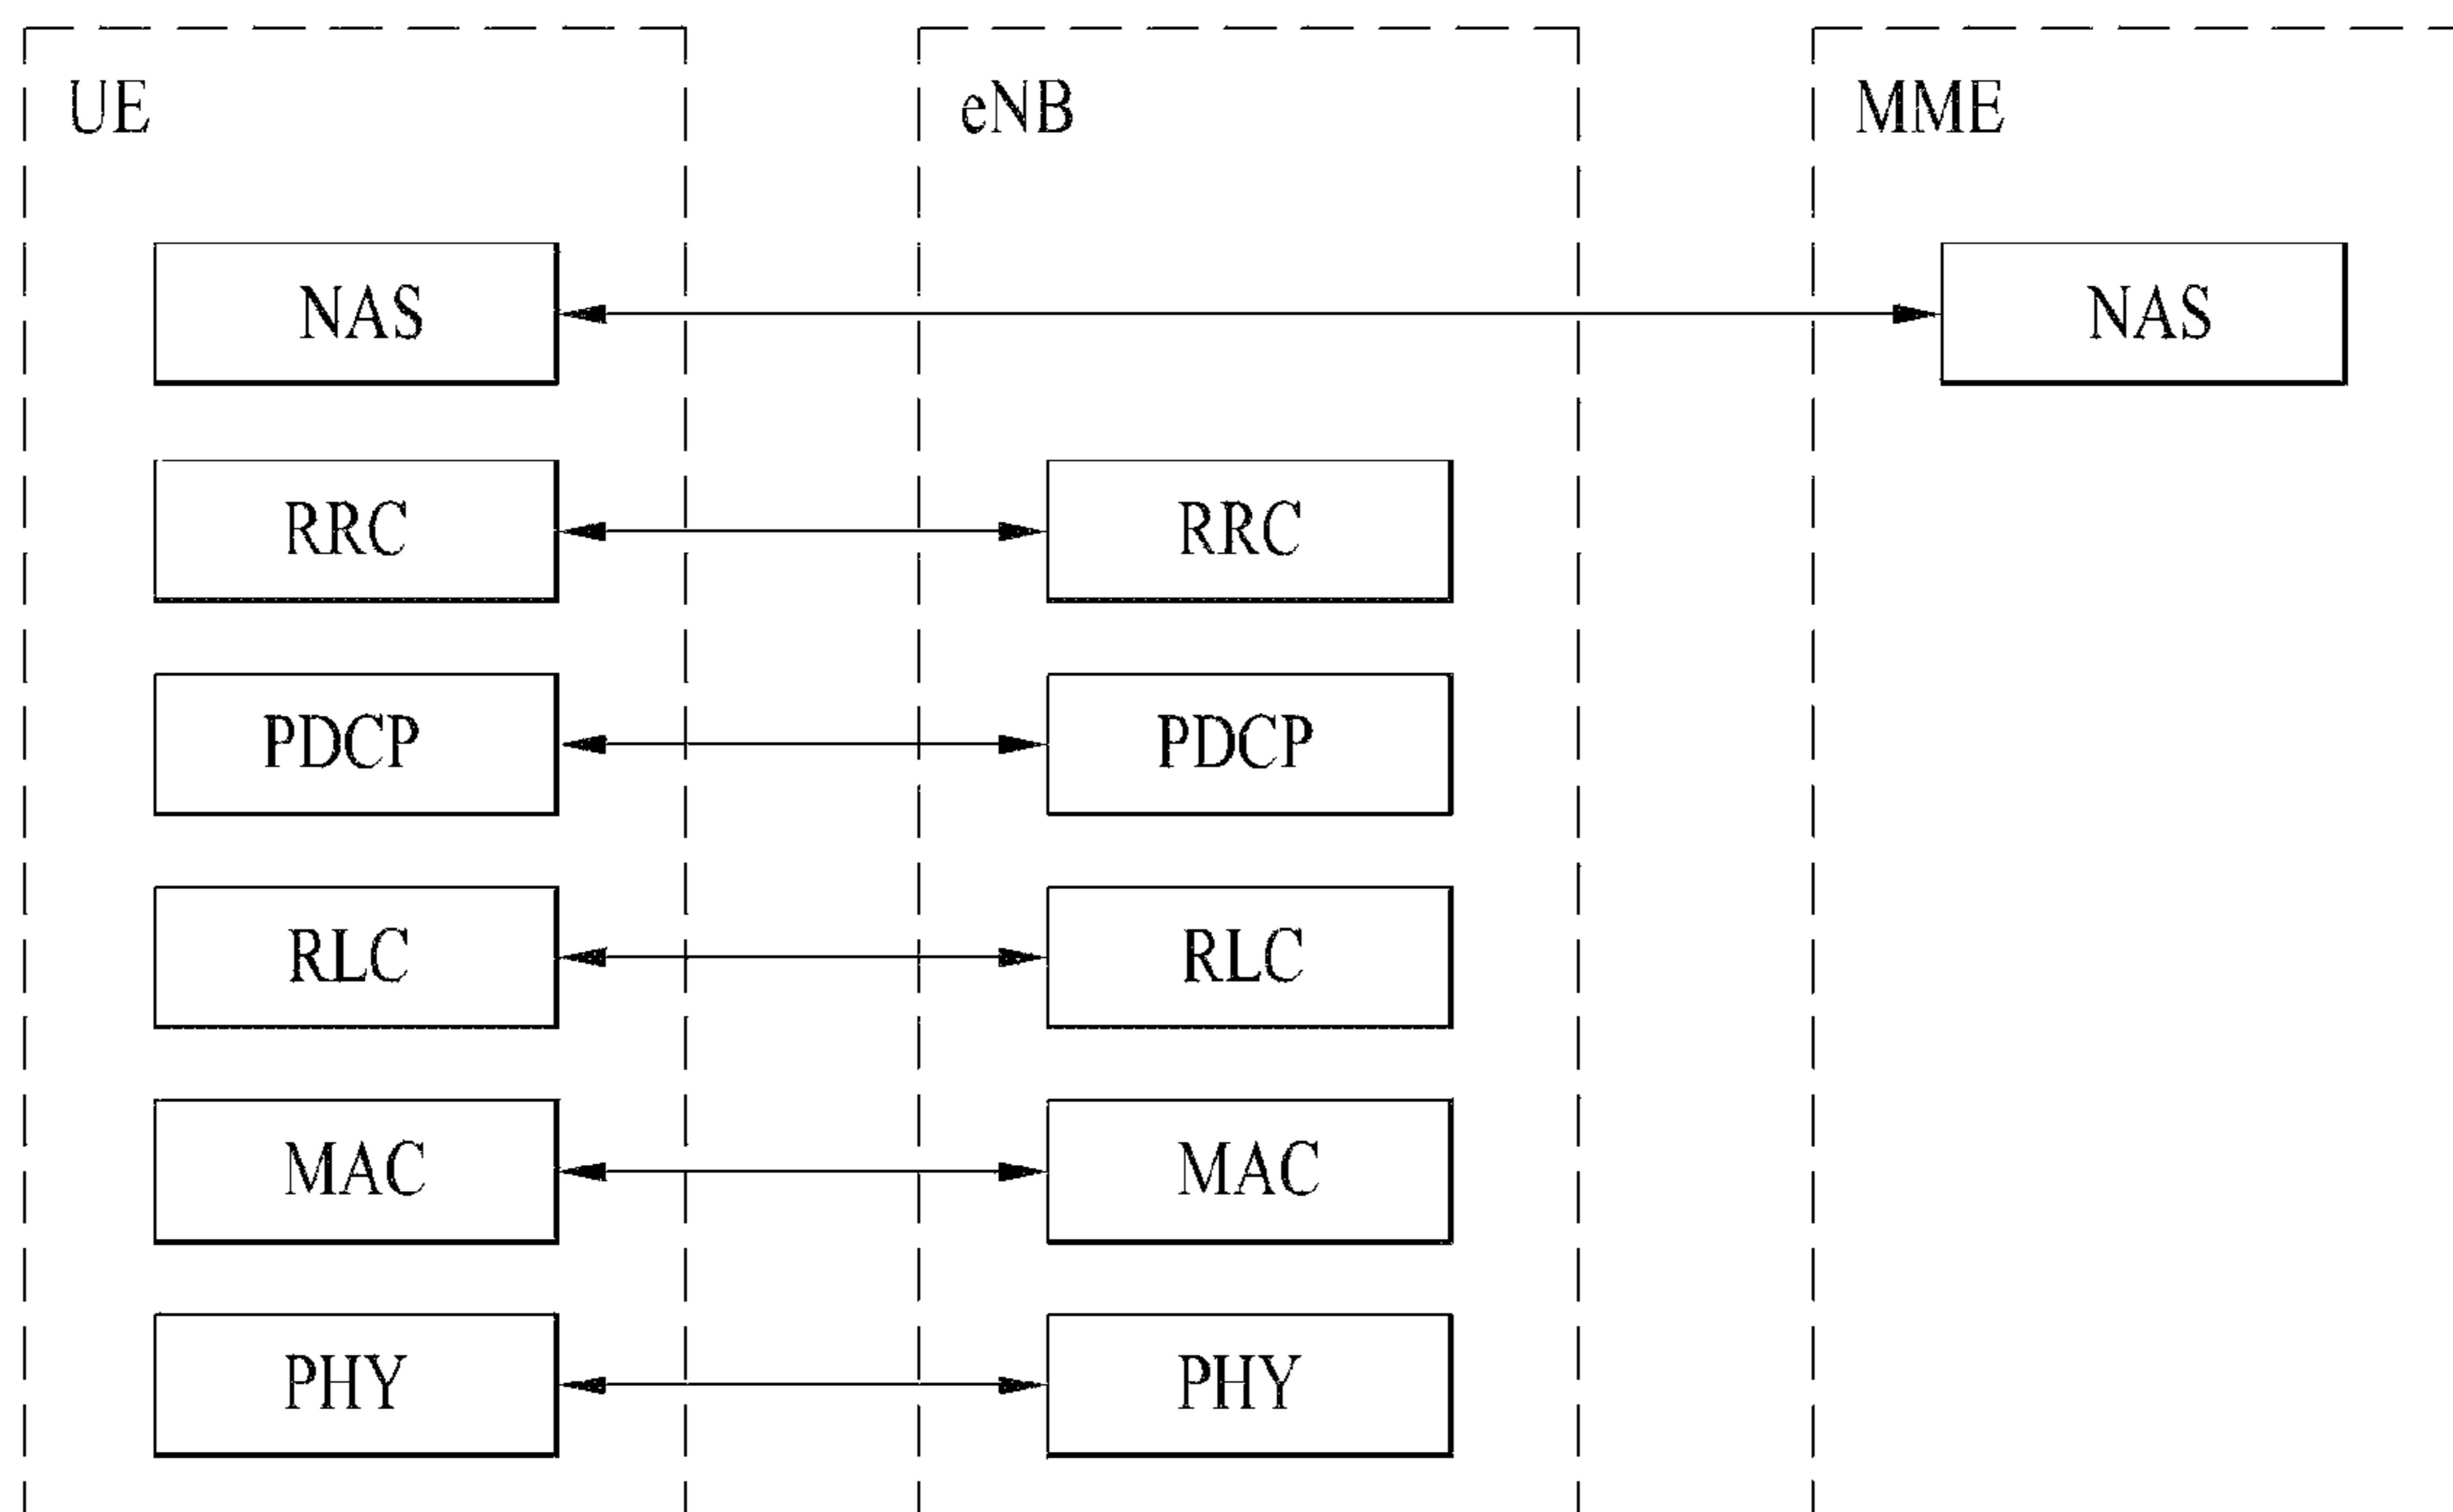 UE
eNB
MME
NAS
NAS
RRC
RRC
PDCP
PDCP
RLC
RLC
MAC
MAC
PHY
PHY